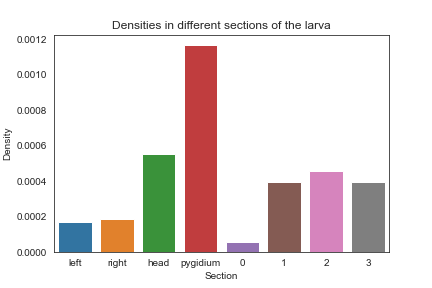 Densities in different sections of the larva
0.0012
0.0010
0.0008
0.0006
0.0004
0.0002
0.0000
Density
left right head pygidium 0 1 2 3
Section